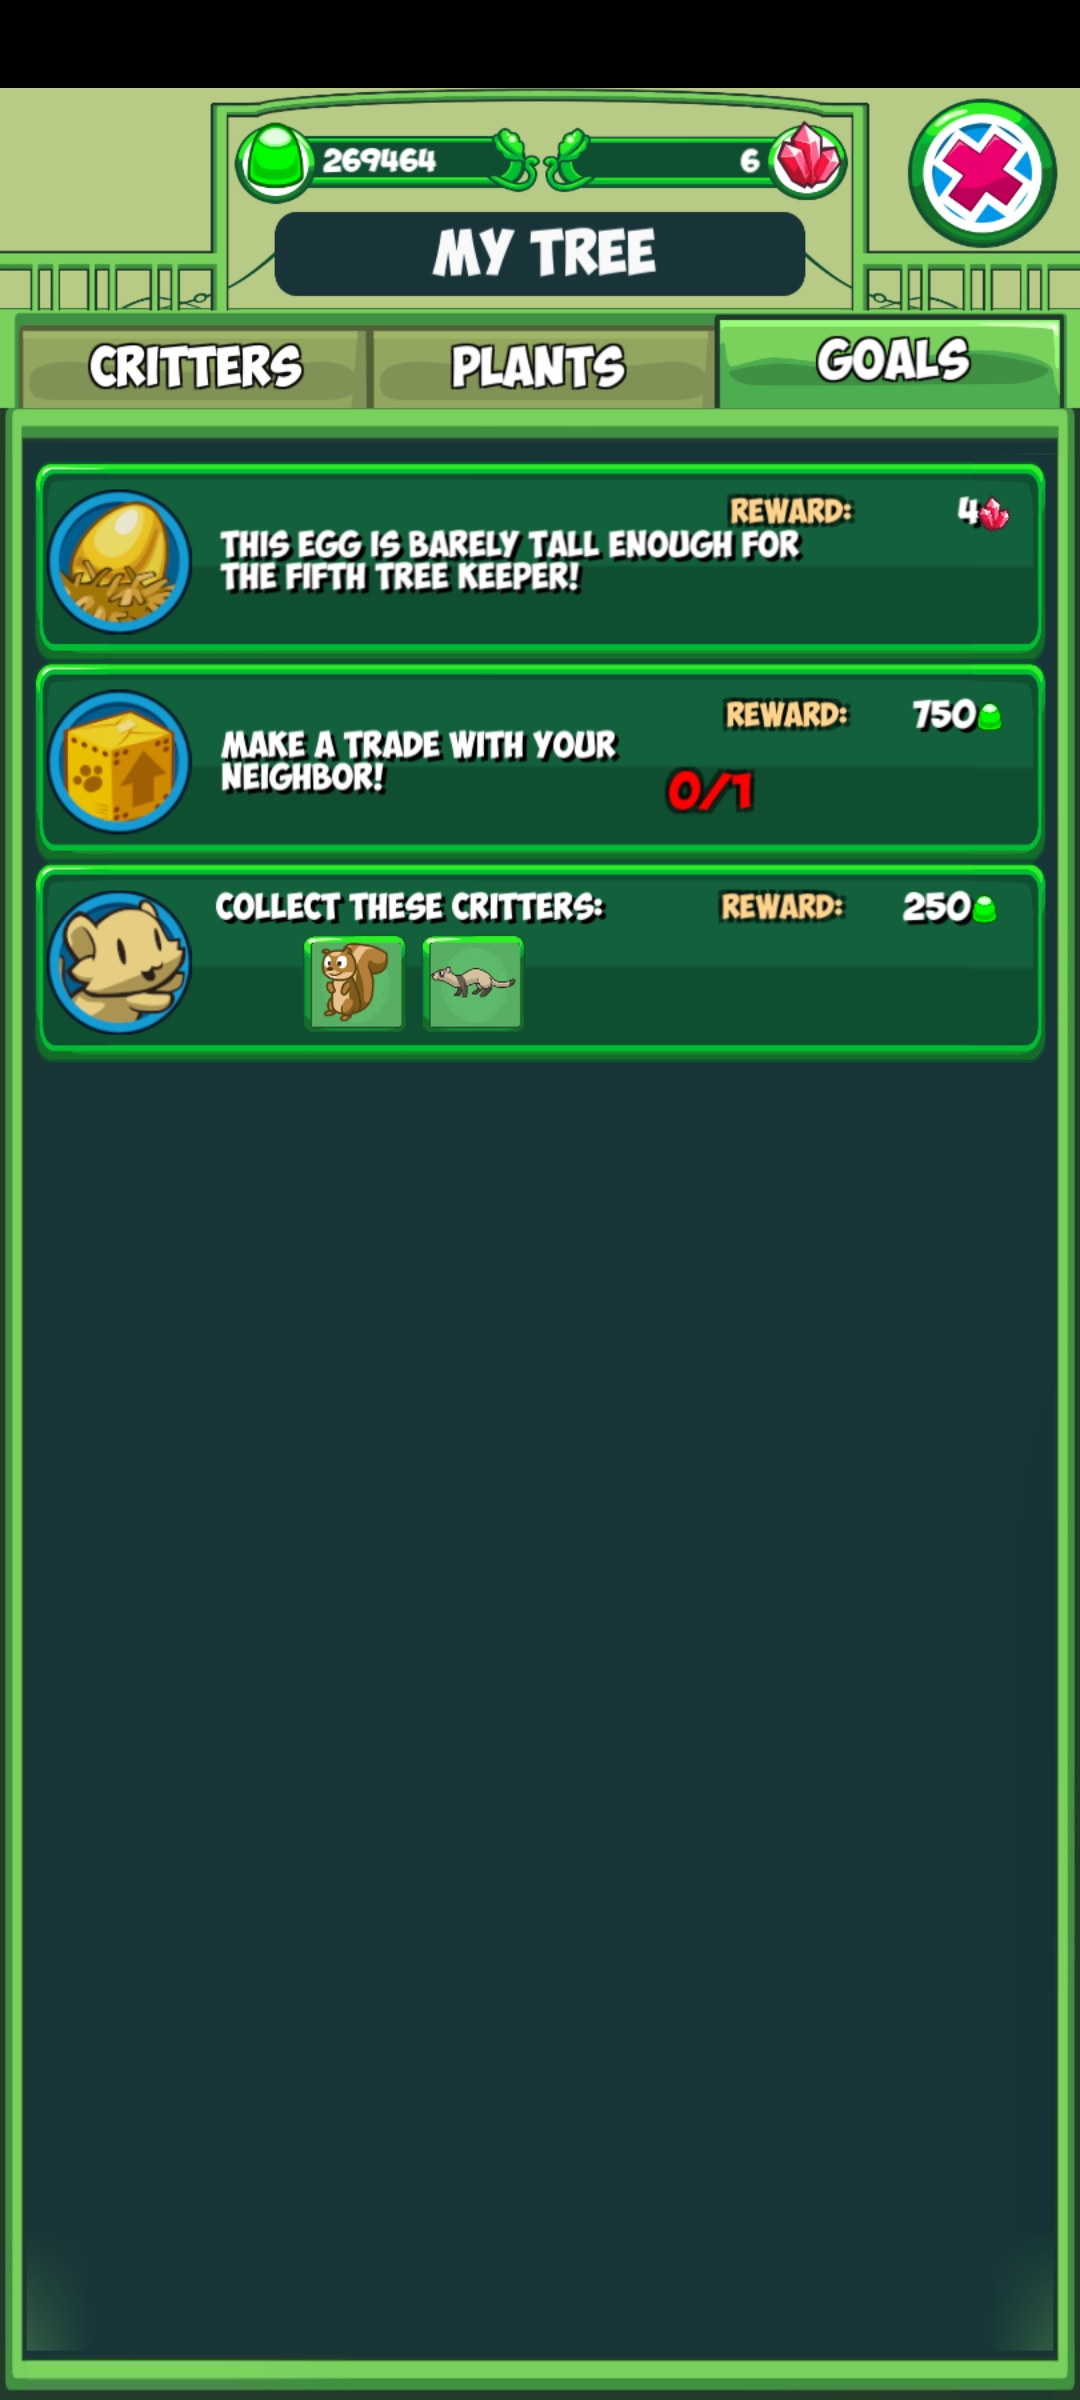 269464
6
MY TREE
CRITTERS
PLANTS
GOALS
REWARD: 4
THIS EGG IS BARELY TALL ENOUGH FOR
THE FIFTH TREE KEEPER!
REWARD: 750
MAKE A TRADE WITH YOUR
NEIGHBOR!
0/1
COLLECT THESE CRITTERS:
REWARD: 250